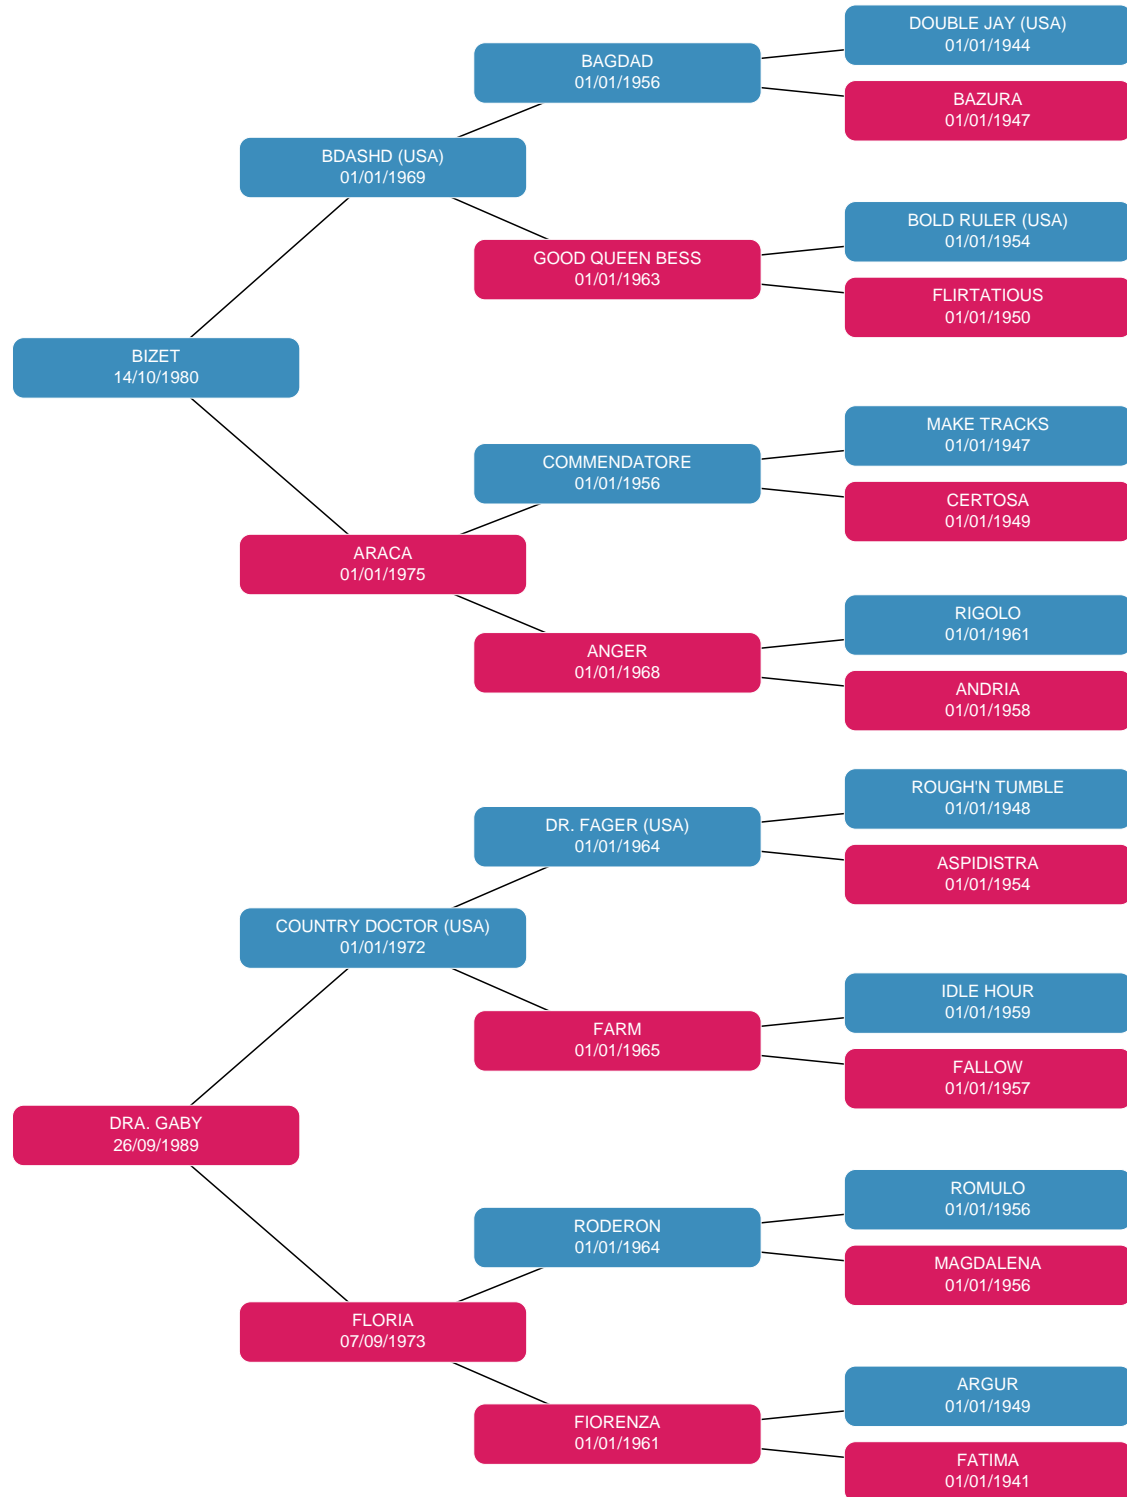 DOUBLE JAY (USA)
01/01/1944
BAGDAD
01/01/1956
BAZURA
01/01/1947
BDASHD (USA)
01/01/1969
BOLD RULER (USA)
01/01/1954
GOOD QUEEN BESS
01/01/1963
FLIRTATIOUS
01/01/1950
BIZET
14/10/1980
MAKE TRACKS
01/01/1947
COMMENDATORE
01/01/1956
CERTOSA
01/01/1949
ARACA
01/01/1975
RIGOLO
01/01/1961
ANGER
01/01/1968
ANDRIA
01/01/1958
ROUGH'N TUMBLE
01/01/1948
DR. FAGER (USA)
01/01/1964
ASPIDISTRA
01/01/1954
COUNTRY DOCTOR (USA)
01/01/1972
IDLE HOUR
01/01/1959
FARM
01/01/1965
FALLOW
01/01/1957
DRA. GABY
26/09/1989
ROMULO
01/01/1956
RODERON
01/01/1964
MAGDALENA
01/01/1956
FLORIA
07/09/1973
ARGUR
01/01/1949
FIORENZA
01/01/1961
FATIMA
01/01/1941